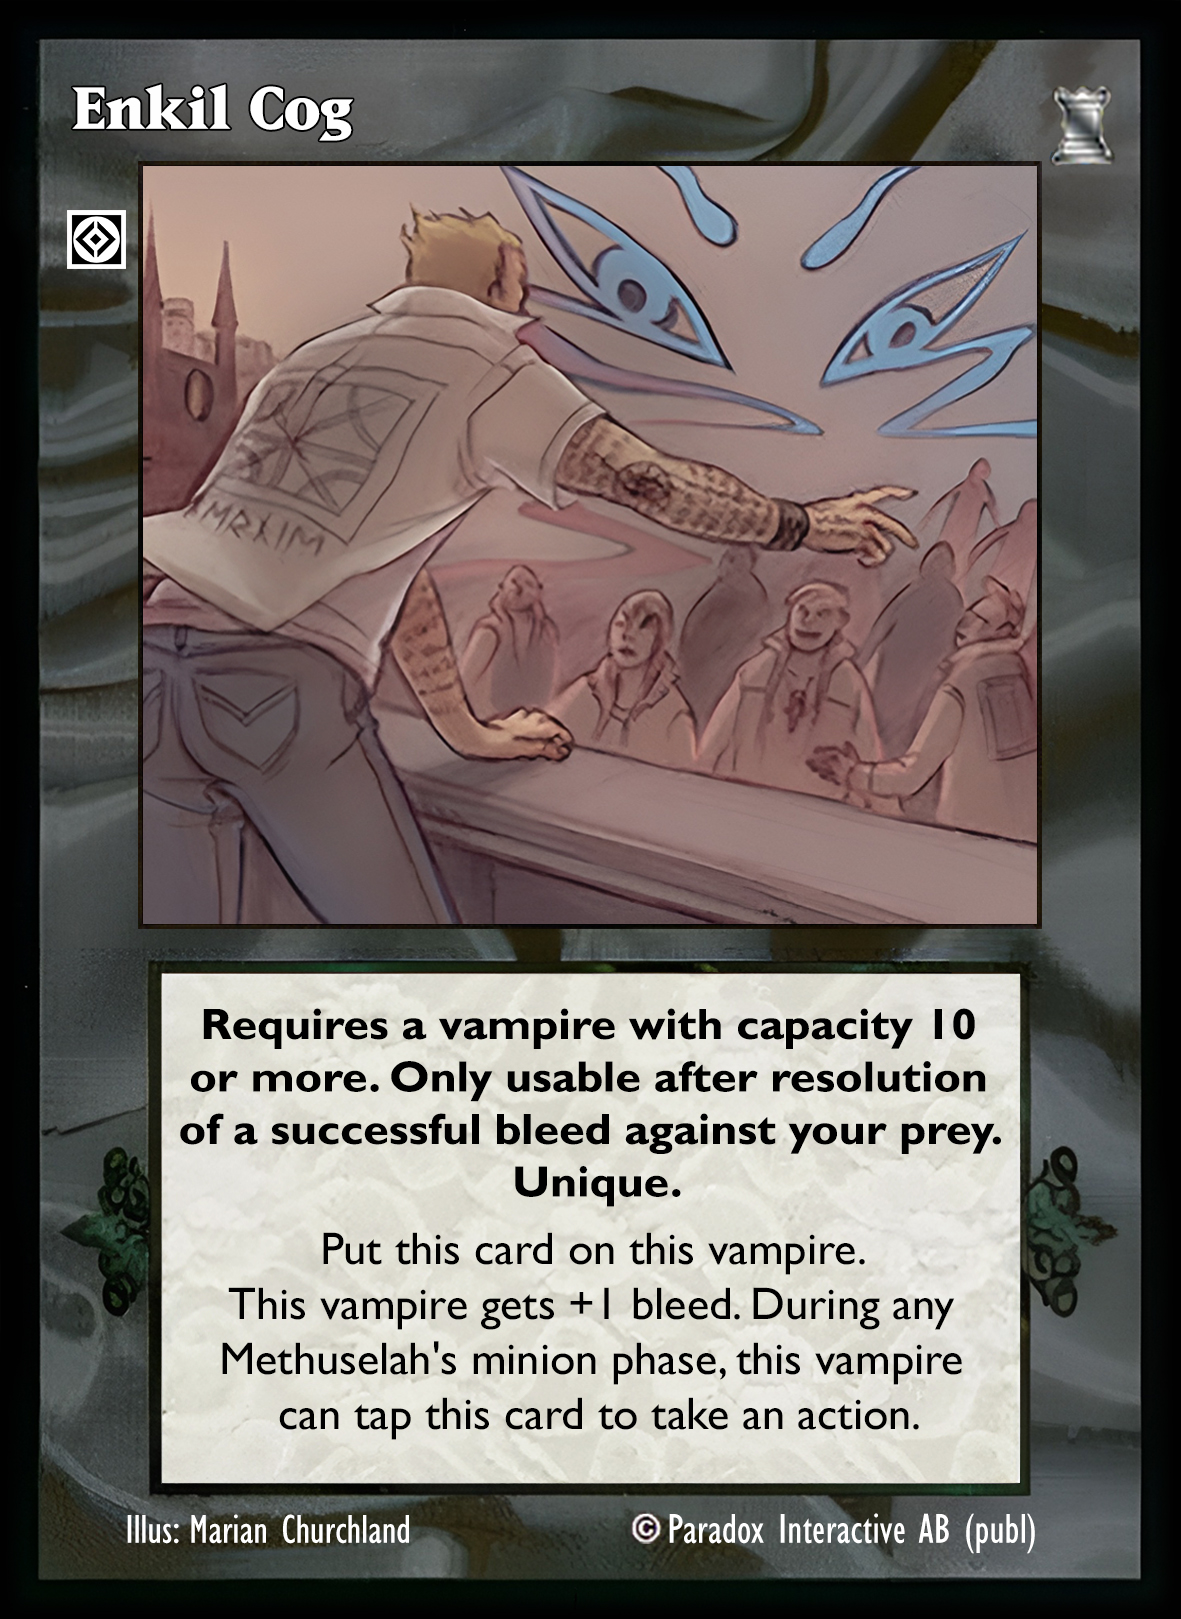 Enkil Cog
Requires a vampire with capacity 10
or more. Only usable after resolution
of a successful bleed against your prey.
Unique.
Put this card on this vampire.
This vampire gets +1 bleed. During any
Methuselah's minion phase, this vampire
can tap this card to take an action.
Illus: Marian Churchland
© Paradox Interactive AB (publ)